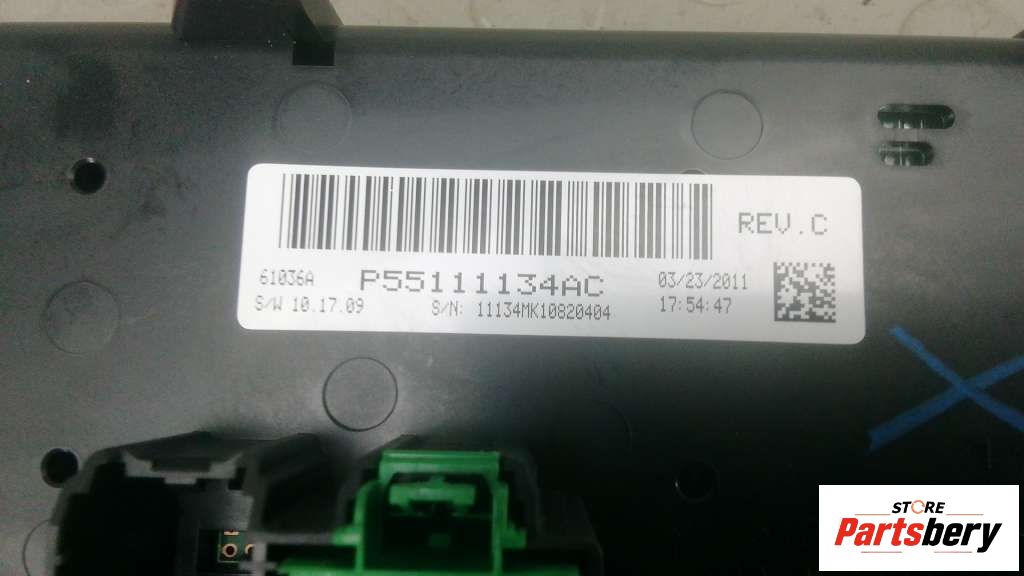 REV.C
61036A P55111134AC 03/23/2011
S/W 10.17.09 S/N: 11134MK10820404 17:54:47
STORE
Partsbery